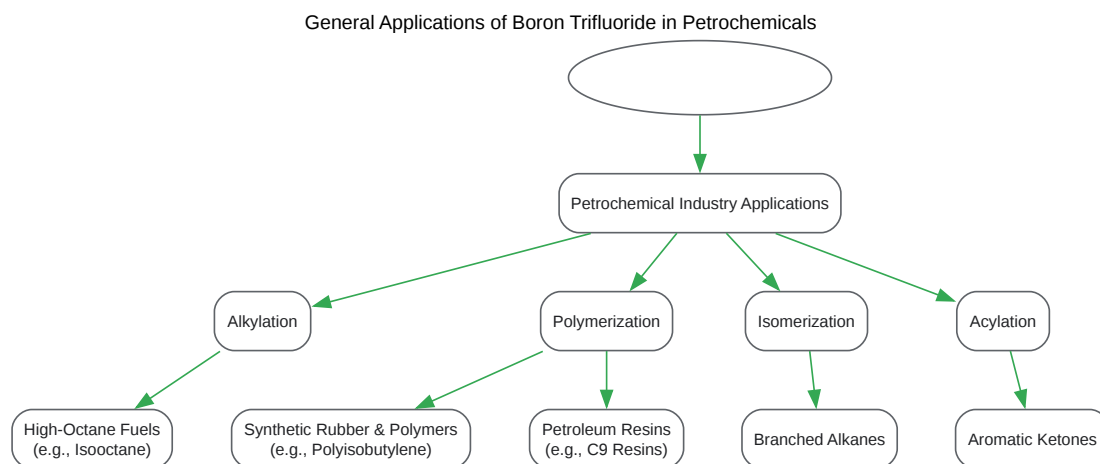 General Applications of Boron Trifluoride in Petrochemicals
Petrochemical Industry Applications
Alkylation
Polymerization
Isomerization
Acylation
High-Octane Fuels
(e.g., Isooctane)
Synthetic Rubber & Polymers
(e.g., Polyisobutylene)
Petroleum Resins
(e.g., C9 Resins)
Branched Alkanes
Aromatic Ketones